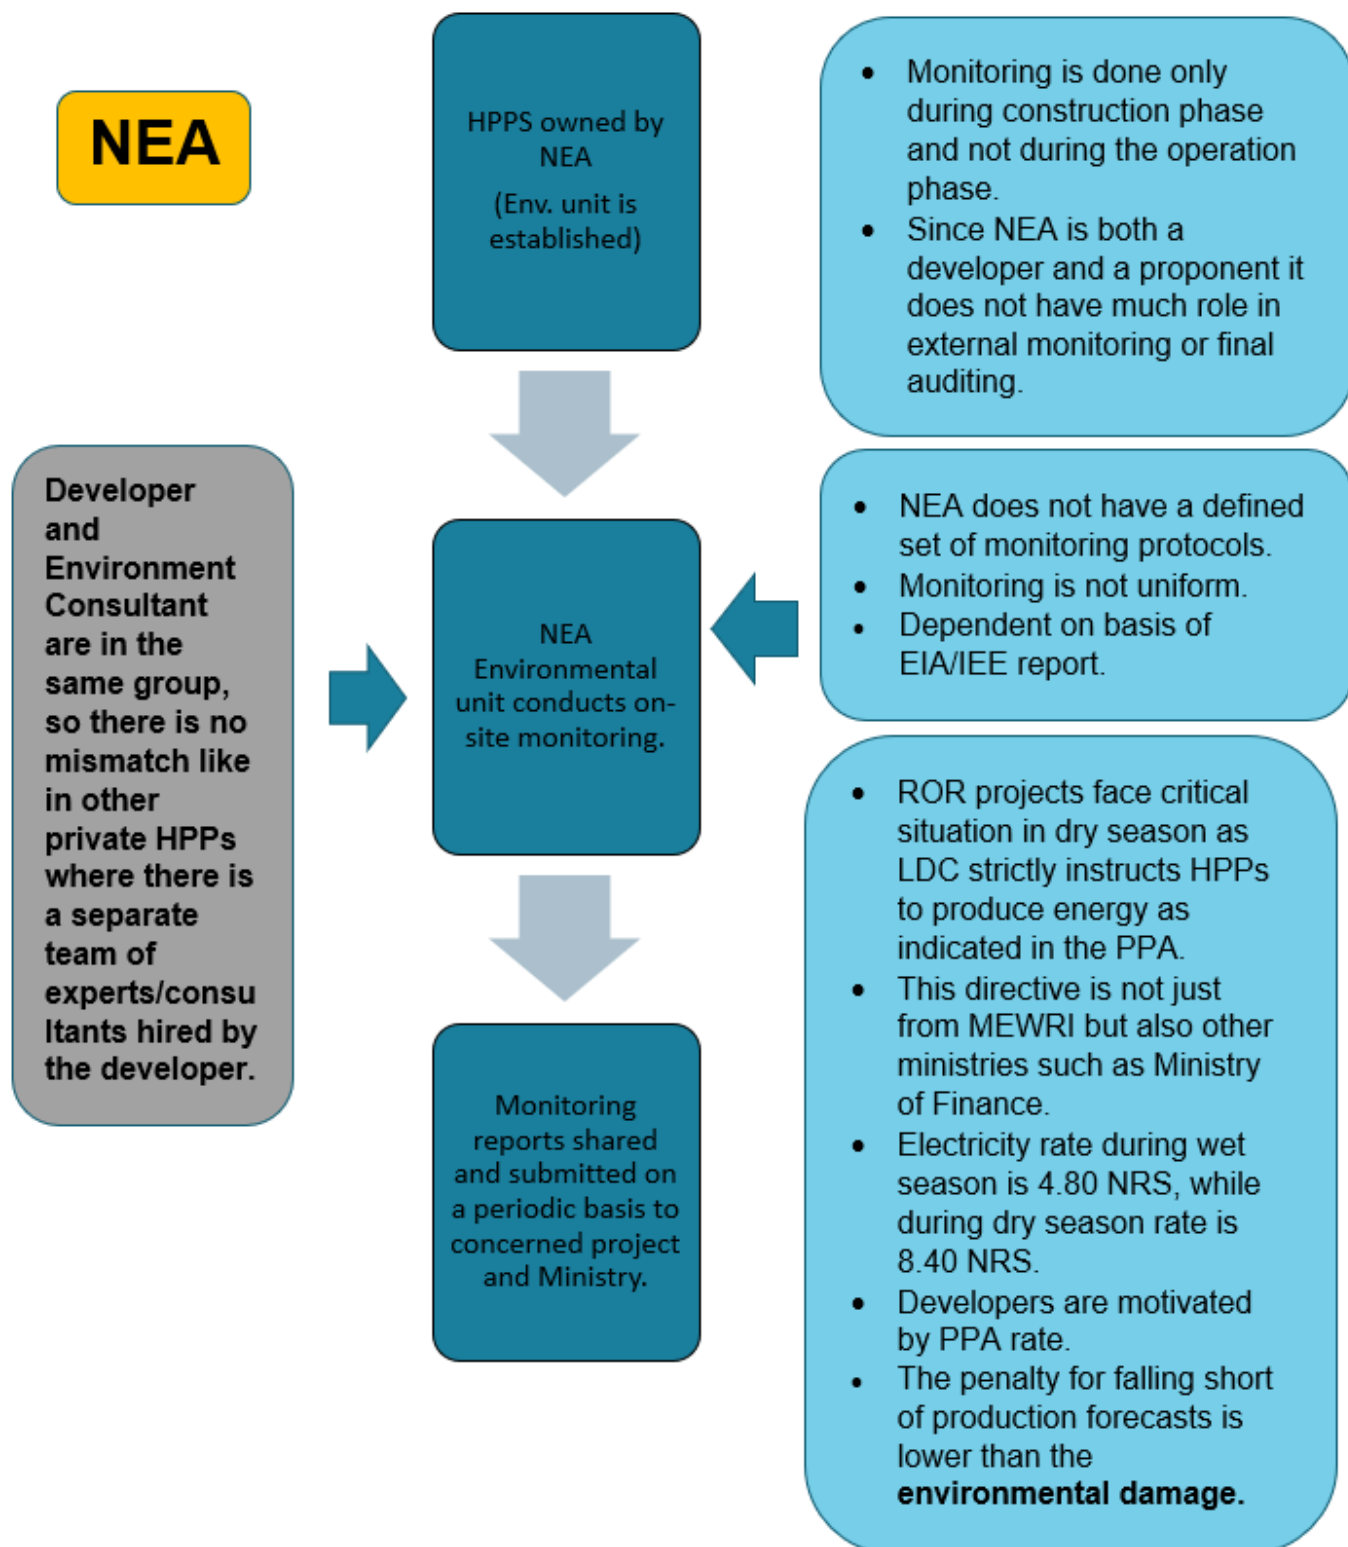 NEA
HPPS owned by
NEA
(Env. unit is
established)
• Monitoring is done only
during construction phase
and not during the operation
phase.
• Since NEA is both a
developer and a proponent it
does not have much role in
external monitoring or final
auditing.
Developer
and
Environment
Consultant
are in the
same group,
so there is no
mismatch like
in other
private HPPs
where there is
a separate
team of
experts/consu
ltants hired by
the developer.
NEA
Environmental
unit conducts on-
site monitoring.
• NEA does not have a defined
set of monitoring protocols.
• Monitoring is not uniform.
• Dependent on basis of
EIA/IEE report.
Monitoring
reports shared
and submitted on
a periodic basis to
concerned project
and Ministry.
• ROR projects face critical
situation in dry season as
LDC strictly instructs HPPs
to produce energy as
indicated in the PPA.
• This directive is not just
from MEWRI but also other
ministries such as Ministry
of Finance.
• Electricity rate during wet
season is 4.80 NRS, while
during dry season rate is
8.40 NRS.
• Developers are motivated
by PPA rate.
• The penalty for falling short
of production forecasts is
lower than the
environmental damage.